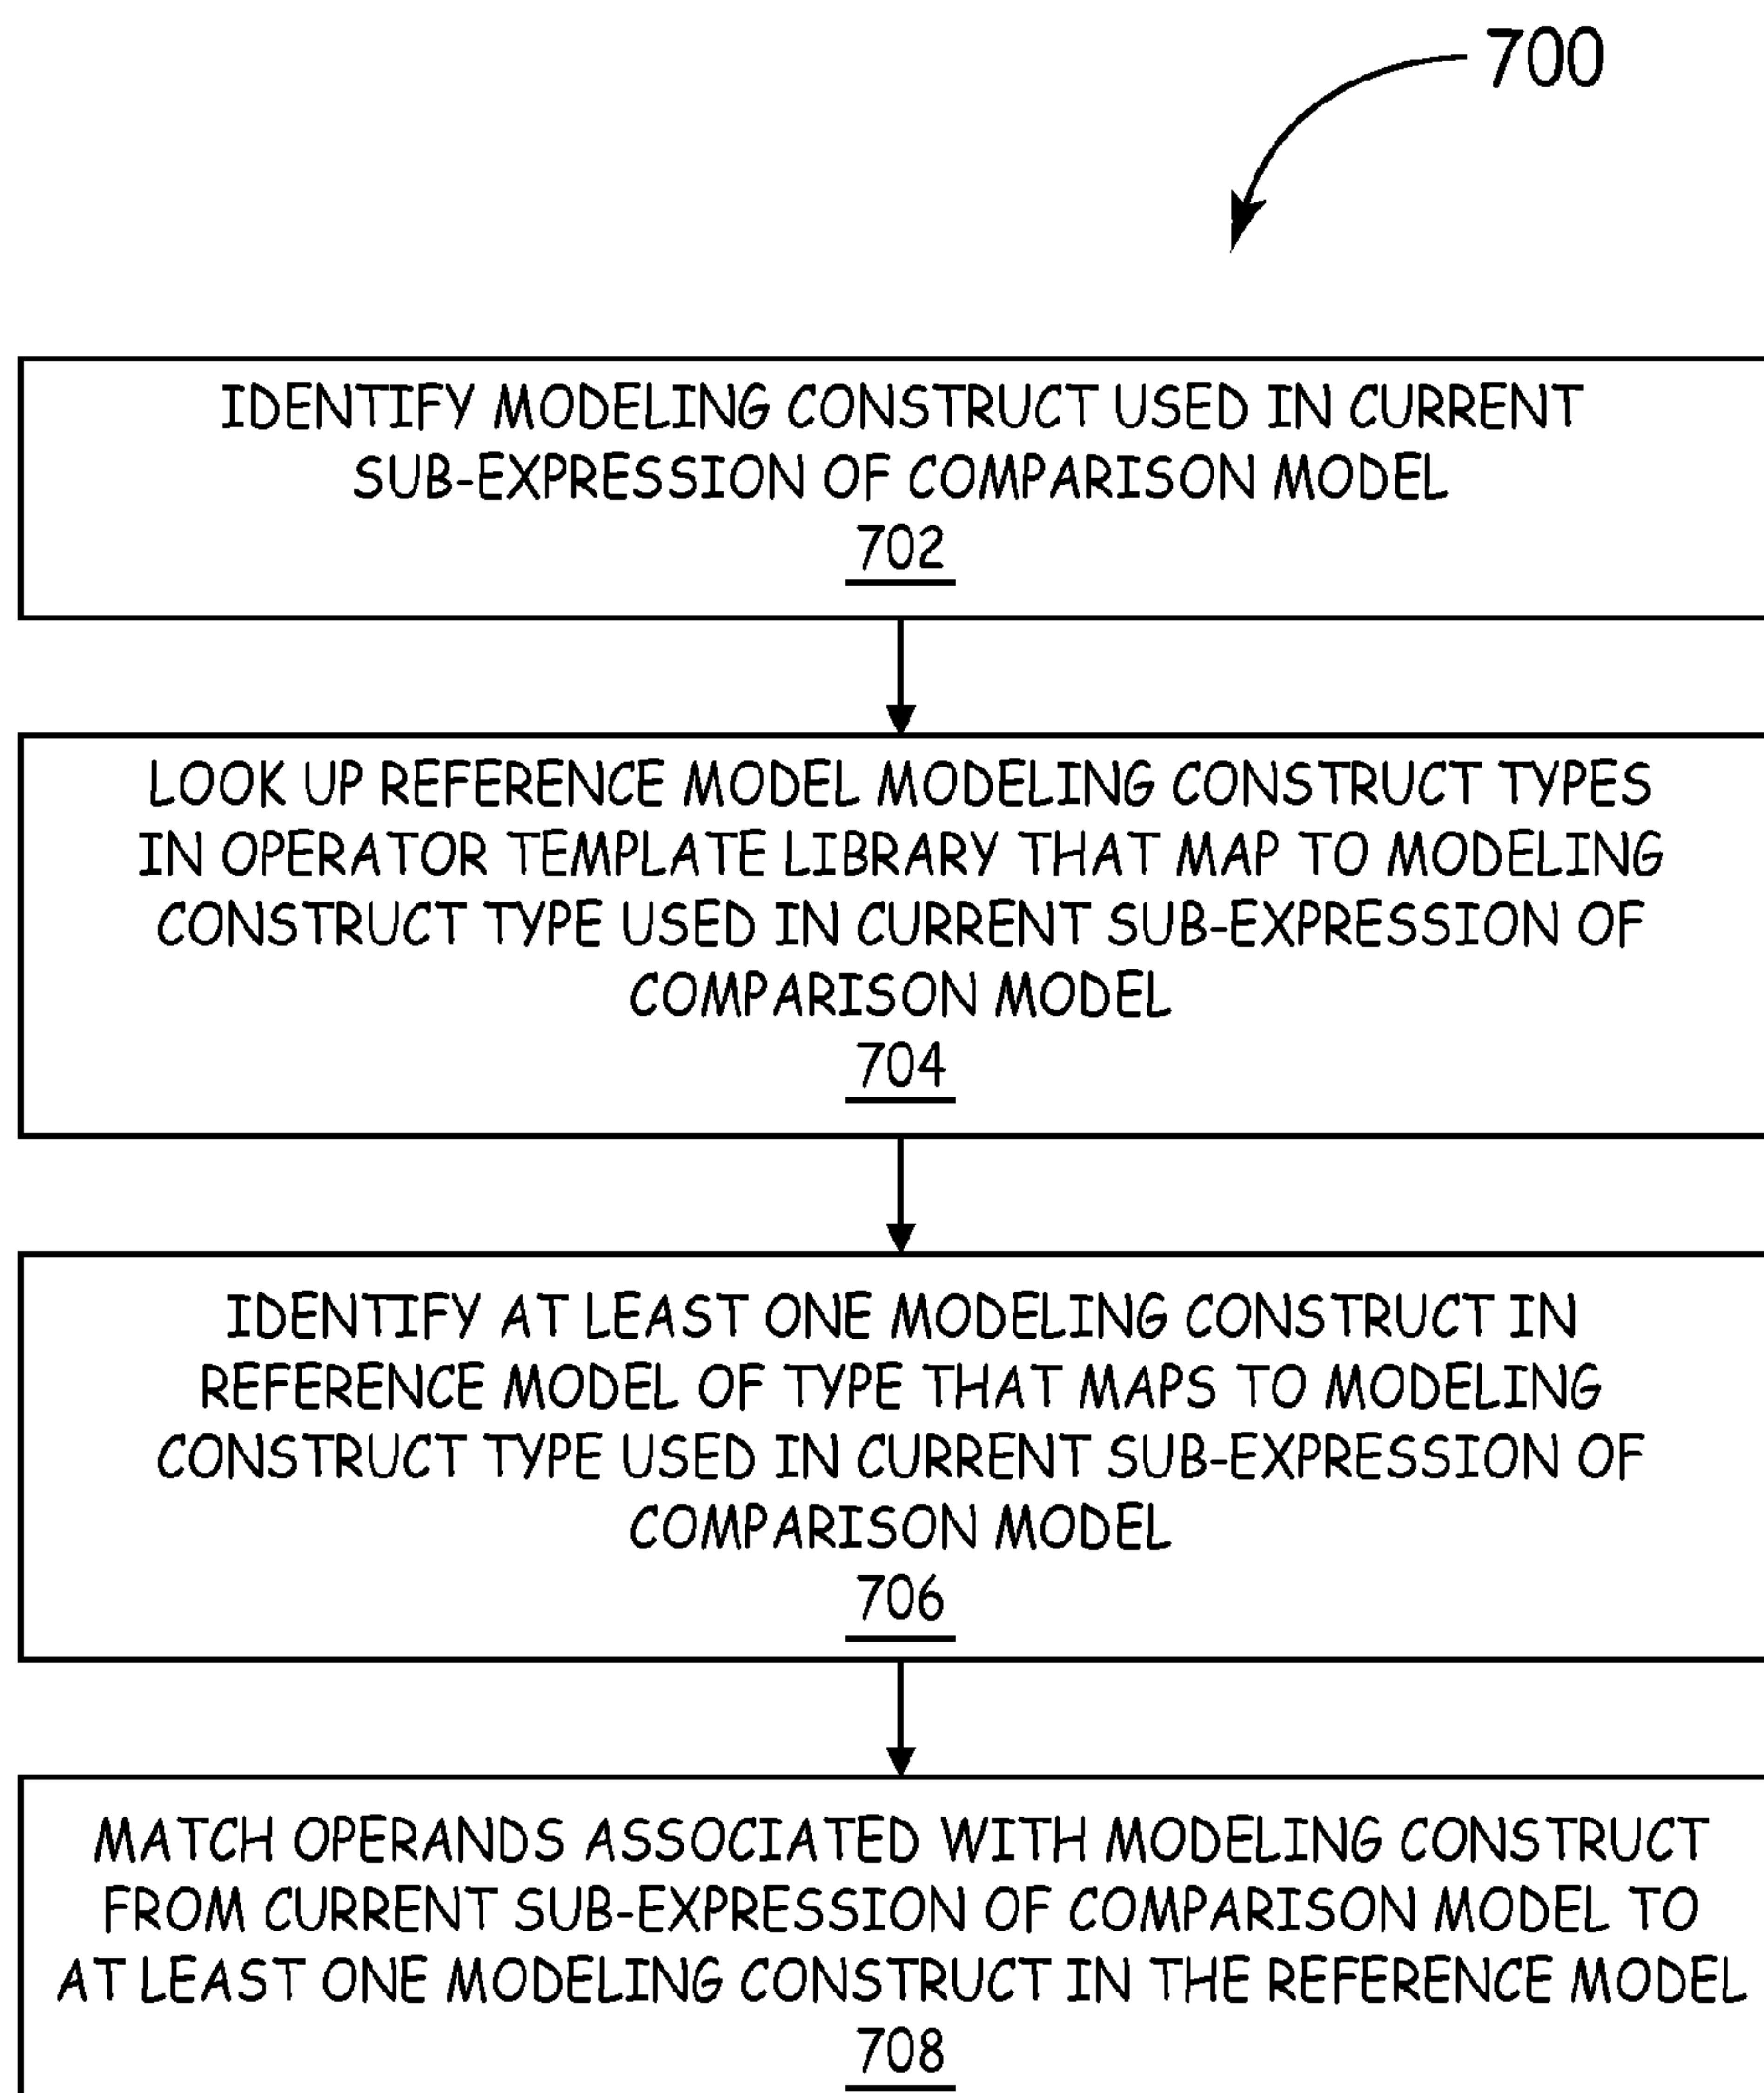 700
IDENTIFY MODELING CONSTRUCT USED IN CURRENT
SUB-EXPRESSION OF COMPARISON MODEL
702
LOOK UP REFERENCE MODEL MODELING CONSTRUCT TYPES
IN OPERATOR TEMPLATE LIBRARY THAT MAP TO MODELING
CONSTRUCT TYPE USED IN CURRENT SUB-EXPRESSION OF
COMPARISON MODEL
704
IDENTIFY AT LEAST ONE MODELING CONSTRUCT IN
REFERENCE MODEL OF TYPE THAT MAPS TO MODELING
CONSTRUCT TYPE USED IN CURRENT SUB-EXPRESSION OF
COMPARISON MODEL
706
MATCH OPERANDS ASSOCIATED WITH MODELING CONSTRUCT
FROM CURRENT SUB-EXPRESSION OF COMPARISON MODEL TO
AT LEAST ONE MODELING CONSTRUCT IN THE REFERENCE MODEL
708